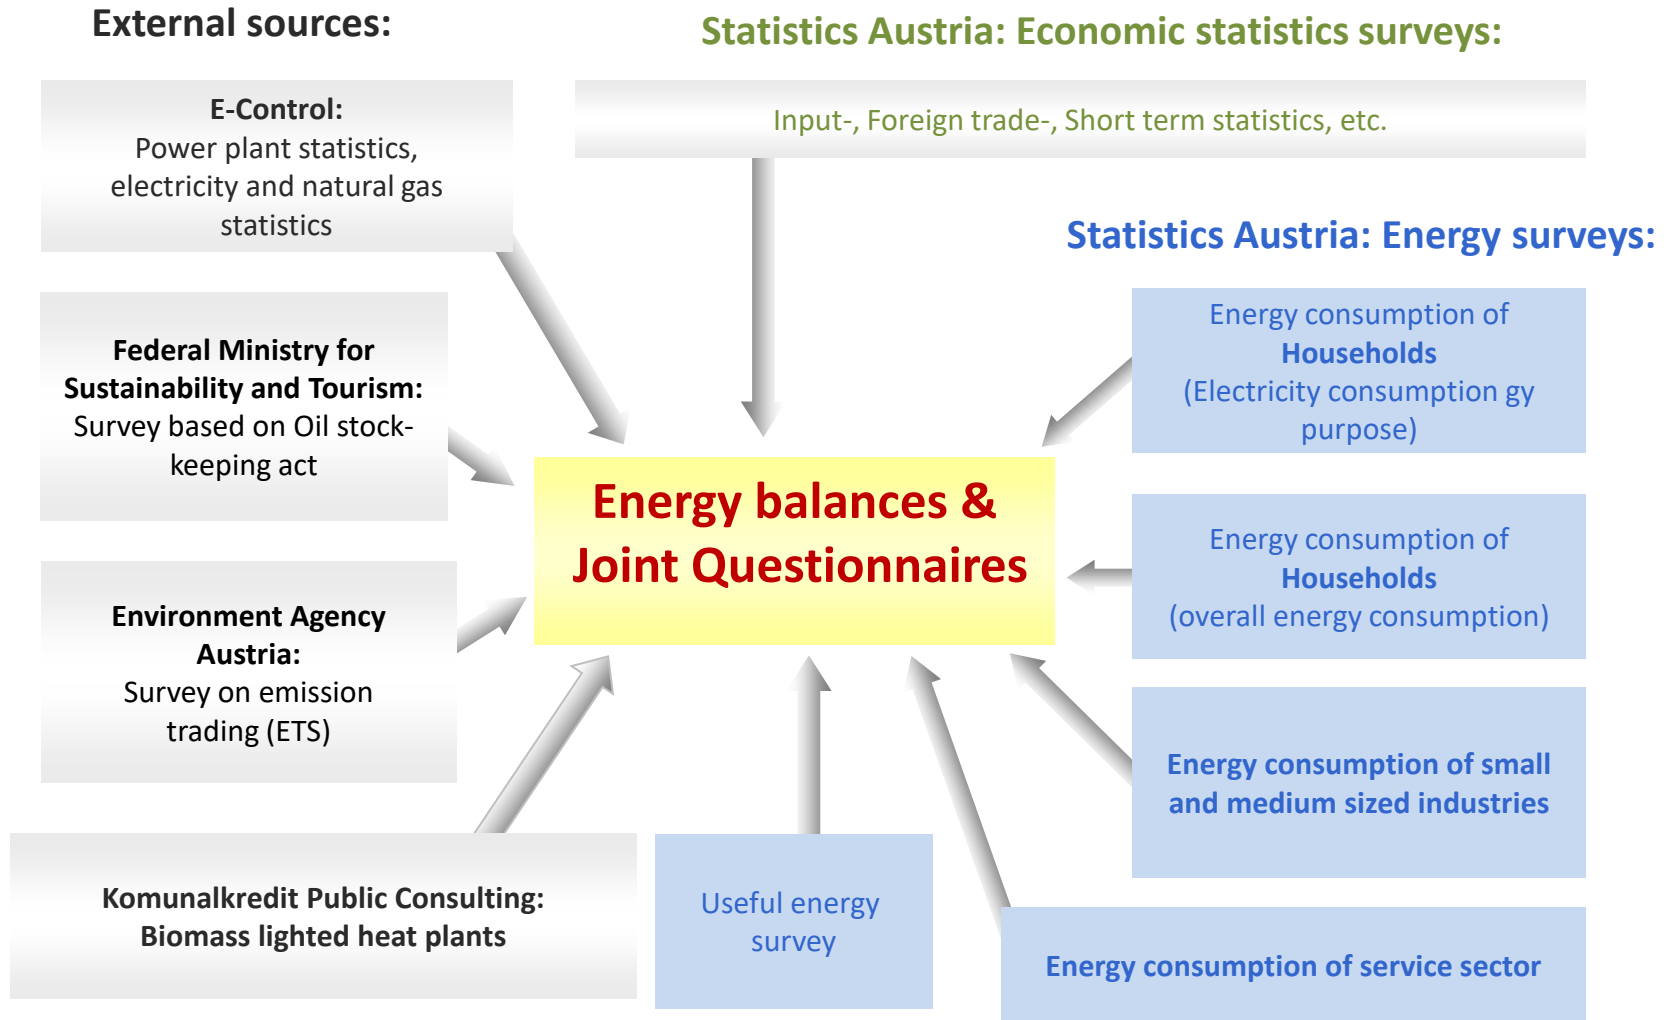 External sources:
E-Control:
Power plant statistics,
electricity and natural gas
statistics
Federal Ministry for
Sustainability and Tourism:
Survey based on Oil stock-
keeping act
Environment Agency
Austria:
Survey on emission
trading (ETS)
Komunalkredit Public Consulting:
Biomass lighted heat plants
Statistics Austria: Economic statistics surveys:
Input-, Foreign trade-, Short term statistics, etc.
Energy balances &
Joint Questionnaires
Statistics Austria: Energy surveys:
Energy consumption of
Households
(Electricity consumption gy
purpose)
Energy consumption of
Households
(overall energy consumption)
Energy consumption of small
and medium sized industries
Useful energy
survey
Energy consumption of service sector